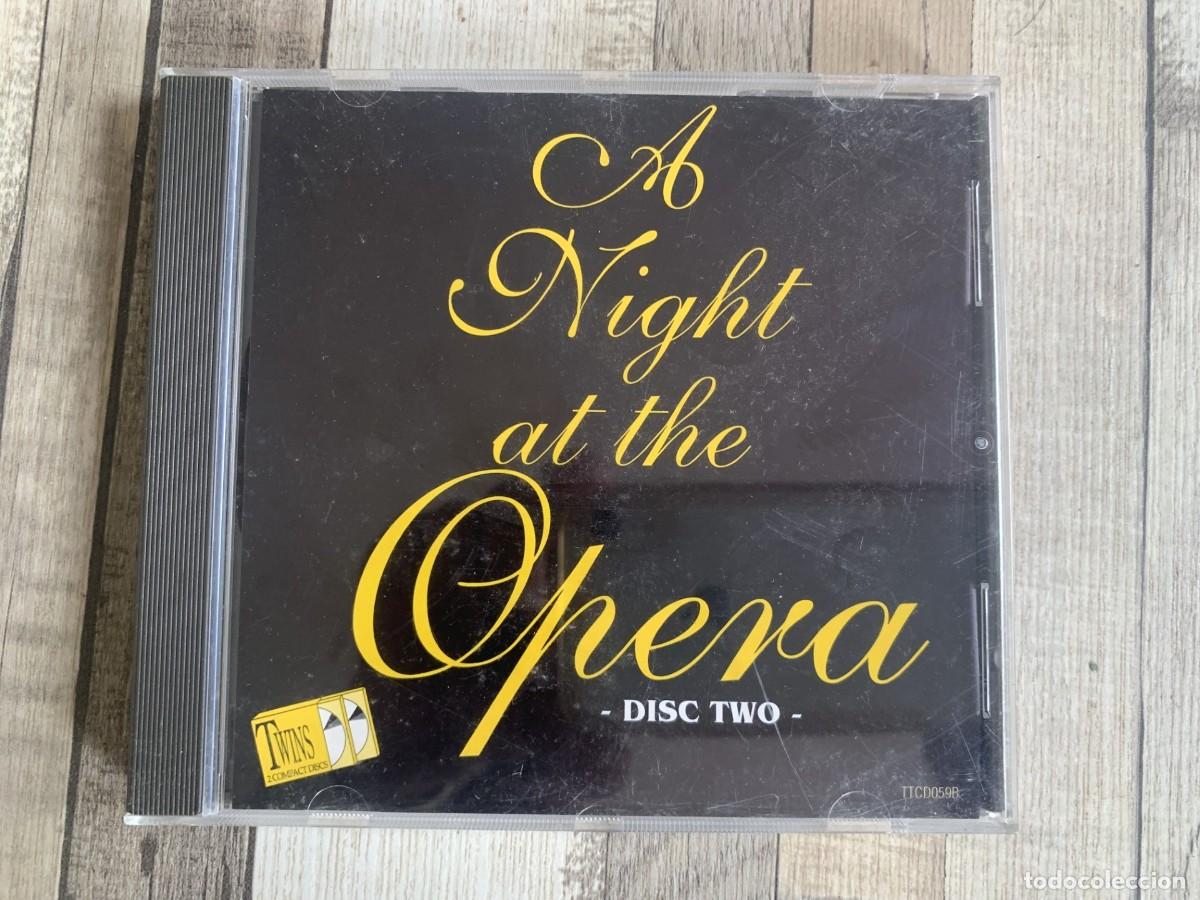 A
Night
at the
Opera
- DISC TWO -
TWINS
2 COMPACT DISCS
TTCD059B
todocoleccion